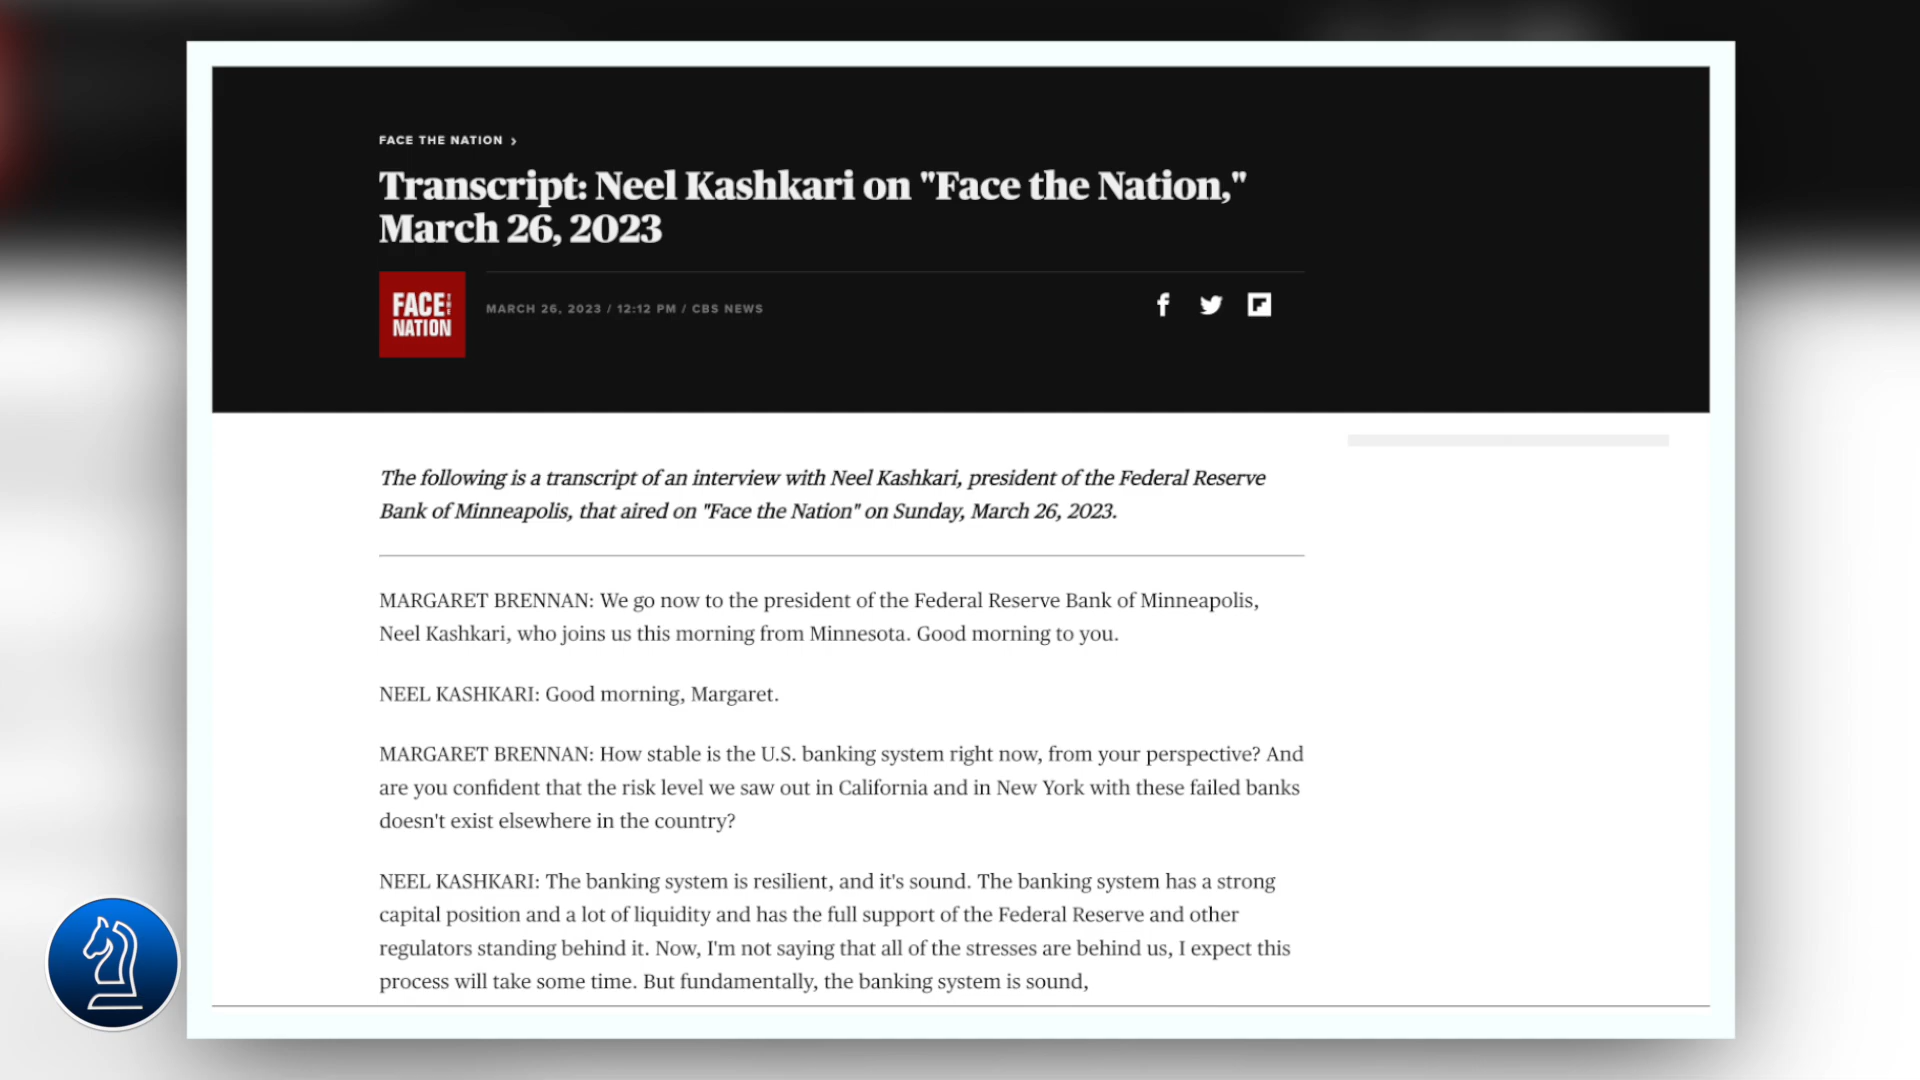 FACE THE NATION >
Transcript: Neel Kashkari on "Face the Nation,"
March 26, 2023
FACE THE
NATION
MARCH 26, 2023 / 12:12 PM / CBS NEWS
The following is a transcript of an interview with Neel Kashkari, president of the Federal Reserve
Bank of Minneapolis, that aired on "Face the Nation" on Sunday, March 26, 2023.
MARGARET BRENNAN: We go now to the president of the Federal Reserve Bank of Minneapolis,
Neel Kashkari, who joins us this morning from Minnesota. Good morning to you.
NEEL KASHKARI: Good morning, Margaret.
MARGARET BRENNAN: How stable is the U.S. banking system right now, from your perspective? And
are you confident that the risk level we saw out in California and in New York with these failed banks
doesn't exist elsewhere in the country?
NEEL KASHKARI: The banking system is resilient, and it's sound. The banking system has a strong
capital position and a lot of liquidity and has the full support of the Federal Reserve and other
regulators standing behind it. Now, I'm not saying that all of the stresses are behind us, I expect this
process will take some time. But fundamentally, the banking system is sound,